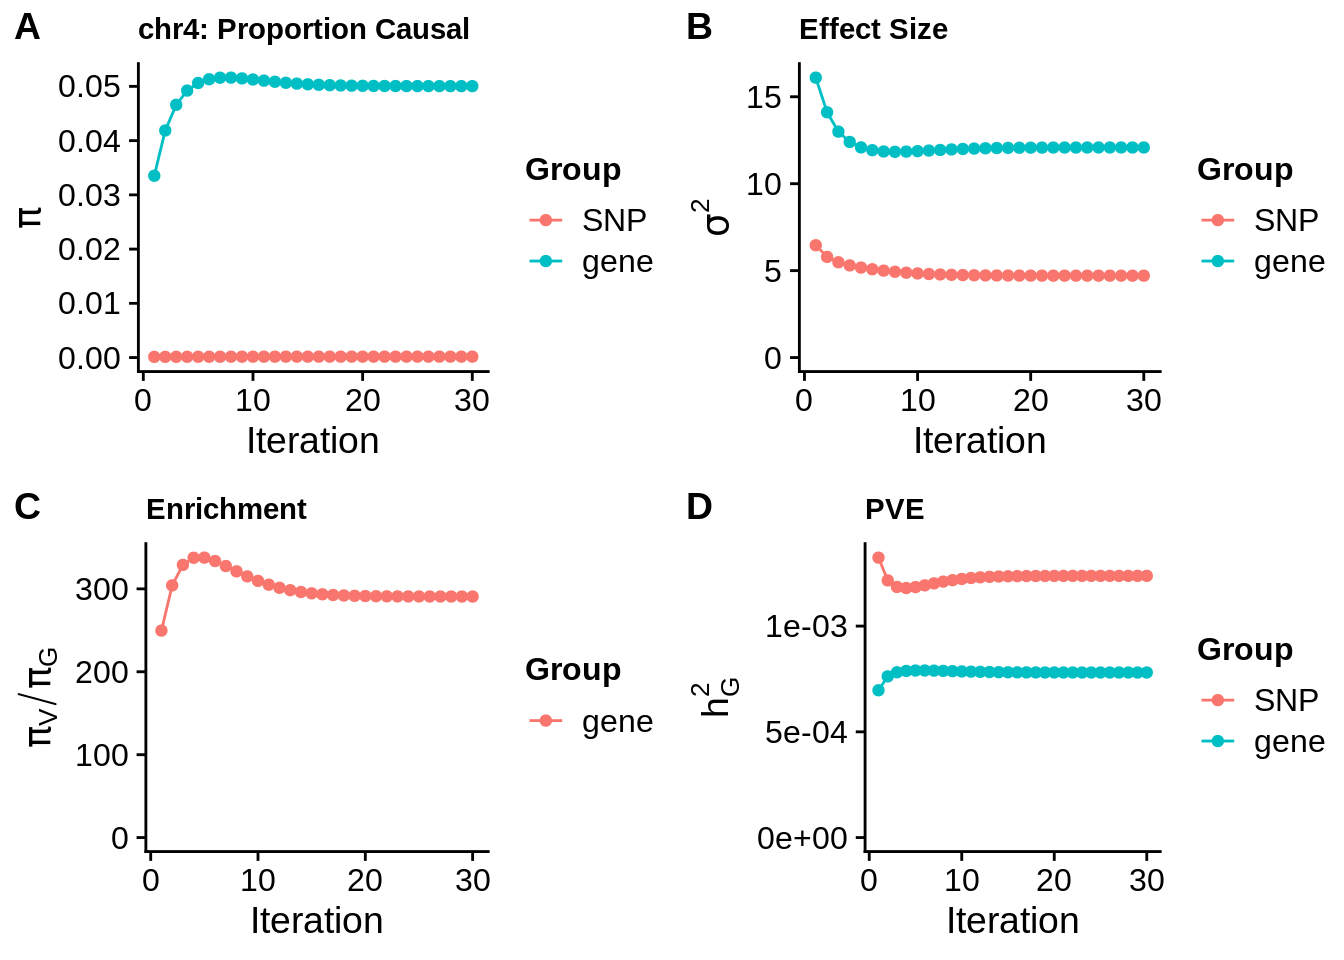 A
chr4: Proportion Causal
π
0.05
0.04
0.03
0.02
0.01
0.00
0 10 20 30
Iteration
Group
SNP
gene
B
Effect Size
σ²
15
10
5
0
0 10 20 30
Iteration
Group
SNP
gene
C
Enrichment
π_V/π_G
300
200
100
0
0 10 20 30
Iteration
Group
gene
D
PVE
h²_G
1e-03
5e-04
0e+00
0 10 20 30
Iteration
Group
SNP
gene